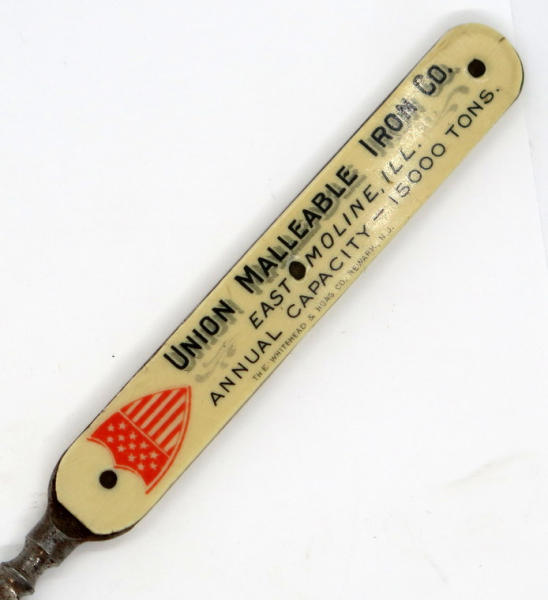 UNION MALLEABLE IRON CO.
EAST MOLINE, ILL.
ANNUAL CAPACITY - 15000 TONS.
THE WHITEHEAD & HOAG CO. NEWARK, N.J.